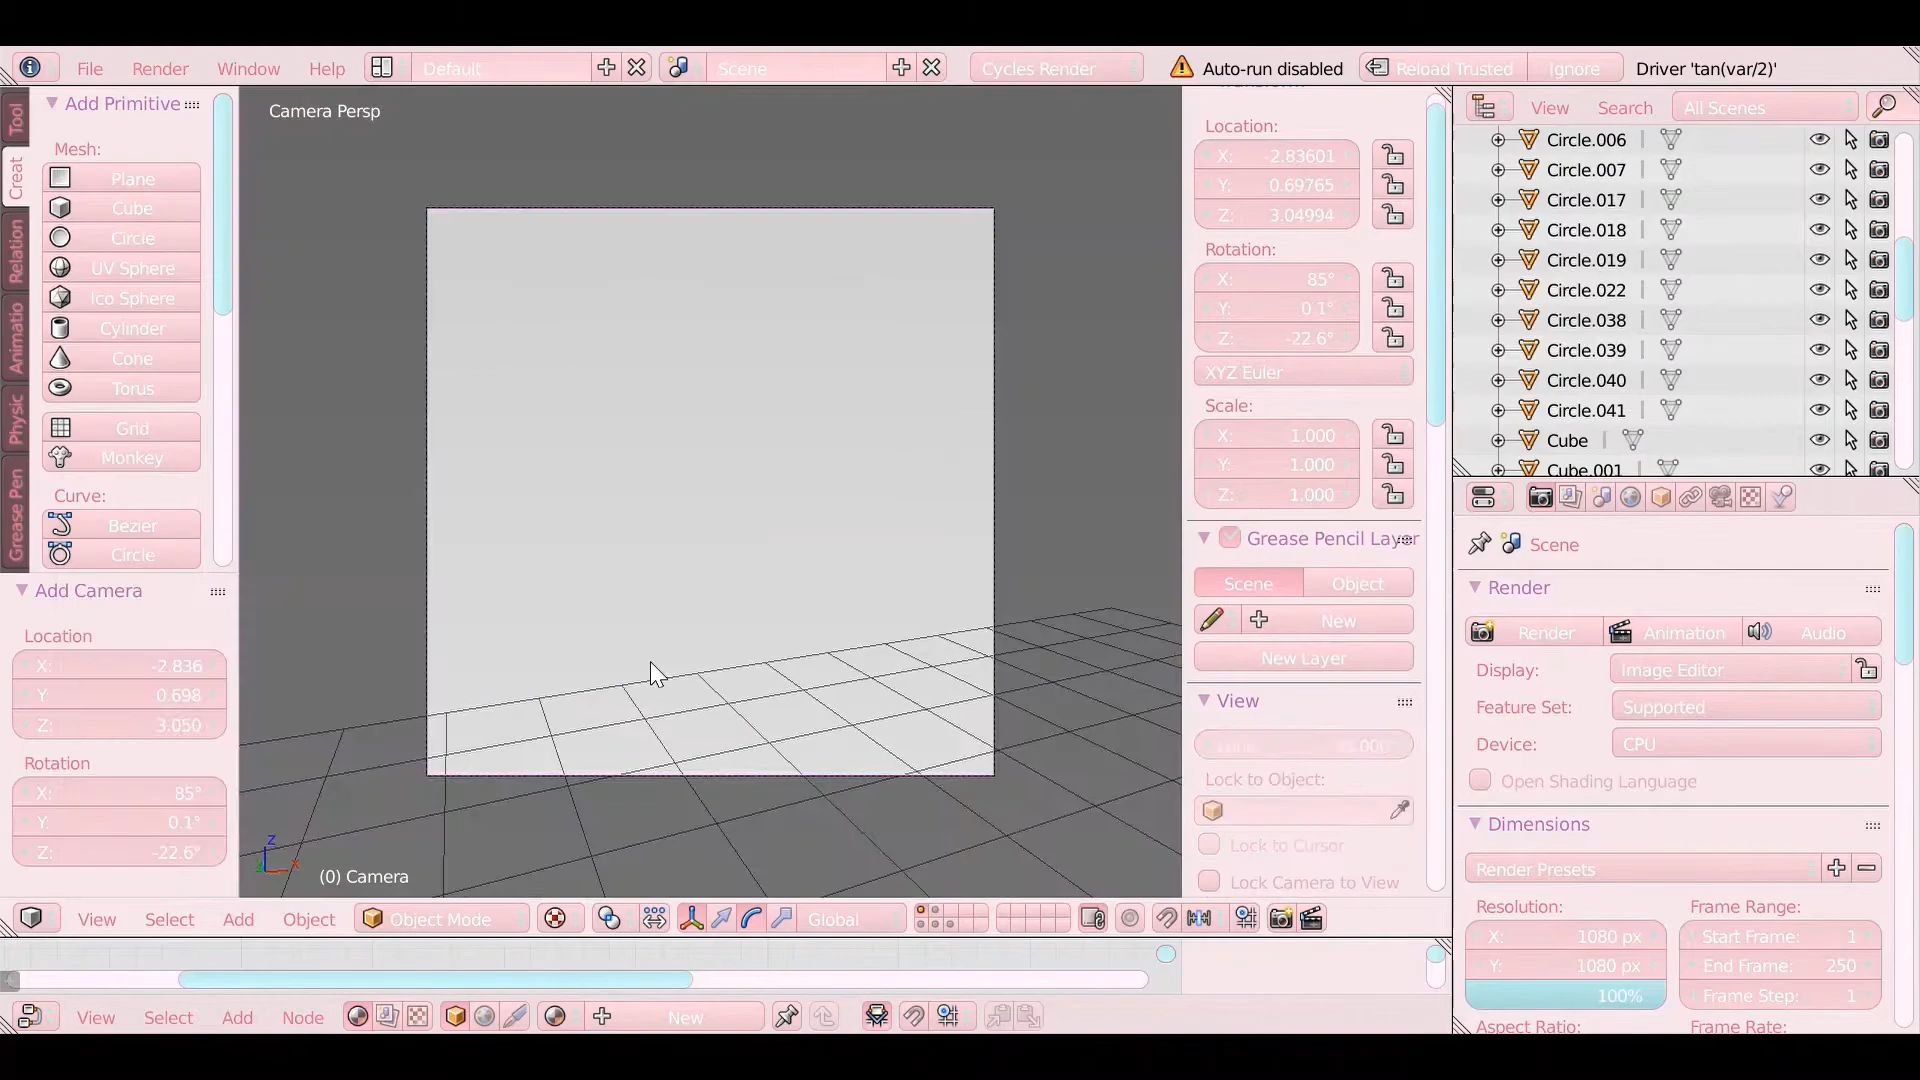 File Render Window Help Default Scene Cycles Render Auto-run disabled Reload Trusted Ignore Driver 'tan(var/2)'
Tool
Creat
Relation
Animatio
Physic
Grease Pen
Add Primitive
Mesh:
Plane
Cube
Circle
UV Sphere
Ico Sphere
Cylinder
Cone
Torus
Grid
Monkey
Curve:
Bezier
Circle
Add Camera
Location
X: -2.836
Y: 0.698
Z: 3.050
Rotation
X: 85°
Y: 0.1°
Z: -22.6°
Camera Persp
Z
X
(0) Camera
Location:
X: -2.83601
Y: 0.69765
Z: 3.04994
Rotation:
X: 85°
Y: 0.1°
Z: -22.6°
XYZ Euler
Scale:
X: 1.000
Y: 1.000
Z: 1.000
Grease Pencil Layer
Scene Object
New
New Layer
View
Lock to Object:
Lock to Cursor
Lock Camera to View
View Search All Scenes
Circle.006
Circle.007
Circle.017
Circle.018
Circle.019
Circle.022
Circle.038
Circle.039
Circle.040
Circle.041
Cube
Cube.001
Scene
Render
Render Animation Audio
Display: Image Editor
Feature Set: Supported
Device: CPU
Open Shading Language
Dimensions
Render Presets
Resolution: Frame Range:
X: 1080 px Start Frame: 1
Y: 1080 px End Frame: 250
100% Frame Step: 1
Aspect Ratio: Frame Rate:
View Select Add Object Object Mode Global
View Select Add Node New